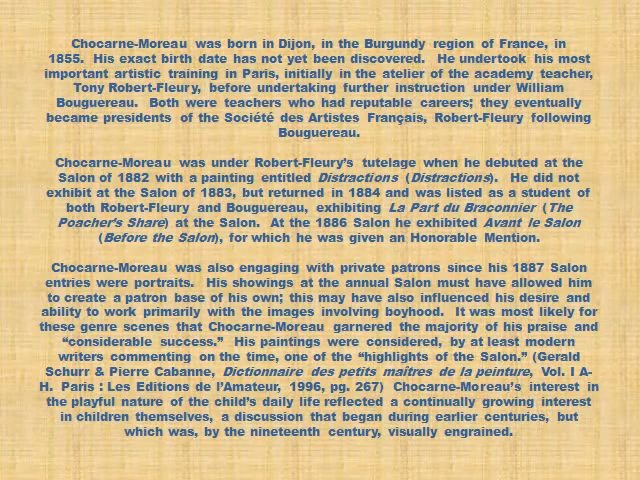 Chocarne-Moreau was born in Dijon, in the Burgundy region of France, in
1855. His exact birth date has not yet been discovered. He undertook his most
important artistic training in Paris, initially in the atelier of the academy teacher,
Tony Robert-Fleury, before undertaking further instruction under William
Bouguereau. Both were teachers who had reputable careers; they eventually
became presidents of the Société des Artistes Français, Robert-Fleury following
Bouguereau.

Chocarne-Moreau was under Robert-Fleury's tutelage when he debuted at the
Salon of 1882 with a painting entitled Distractions (Distractions). He did not
exhibit at the Salon of 1883, but returned in 1884 and was listed as a student of
both Robert-Fleury and Bouguereau, exhibiting La Part du Braconnier (The
Poacher's Share) at the Salon. At the 1886 Salon he exhibited Avant le Salon
(Before the Salon), for which he was given an Honorable Mention.

Chocarne-Moreau was also engaging with private patrons since his 1887 Salon
entries were portraits. His showings at the annual Salon must have allowed him
to create a patron base of his own; this may have also influenced his desire and
ability to work primarily with the images involving boyhood. It was most likely for
these genre scenes that Chocarne-Moreau garnered the majority of his praise and
“considerable success.” His paintings were considered, by at least modern
writers commenting on the time, one of the “highlights of the Salon.” (Gerald
Schurr & Pierre Cabanne, Dictionnaire des petits maîtres de la peinture, Vol. I A-
H. Paris : Les Editions de l'Amateur, 1996, pg. 267) Chocarne-Moreau's interest in
the playful nature of the child's daily life reflected a continually growing interest
in children themselves, a discussion that began during earlier centuries, but
which was, by the nineteenth century, visually engrained.